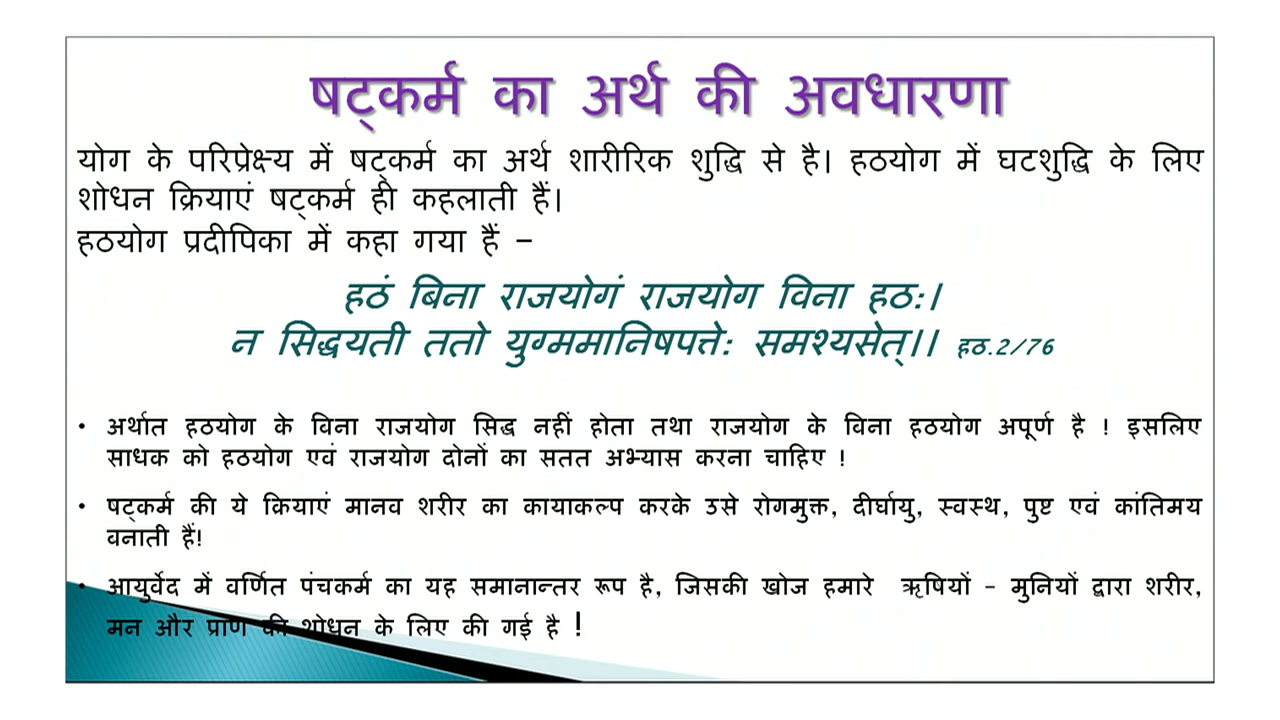 षट्कर्म का अर्थ की अवधारणा
योग के परिप्रेक्ष्य में षट्कर्म का अर्थ शारीरिक शुद्धि से है। हठयोग में घटशुद्धि के लिए
शोधन क्रियाएं षट्कर्म ही कहलाती हैं।
हठयोग प्रदीपिका में कहा गया हैं –
हठं बिना राजयोगं राजयोग विना हठः।
न सिद्धयती ततो युग्ममानिषपत्तेः समश्यसेत्।। हठ.2/76
• अर्थात हठयोग के विना राजयोग सिद्ध नहीं होता तथा राजयोग के विना हठयोग अपूर्ण है ! इसलिए
साधक को हठयोग एवं राजयोग दोनों का सतत अभ्यास करना चाहिए !
• षट्कर्म की ये क्रियाएं मानव शरीर का कायाकल्प करके उसे रोगमुक्त, दीर्घायु, स्वस्थ, पुष्ट एवं कांतिमय
वनाती हैं!
• आयुर्वेद में वर्णित पंचकर्म का यह समानान्तर रूप है, जिसकी खोज हमारे ऋषियों - मुनियों द्वारा शरीर,
मन और प्राण की शोधन के लिए की गई है !